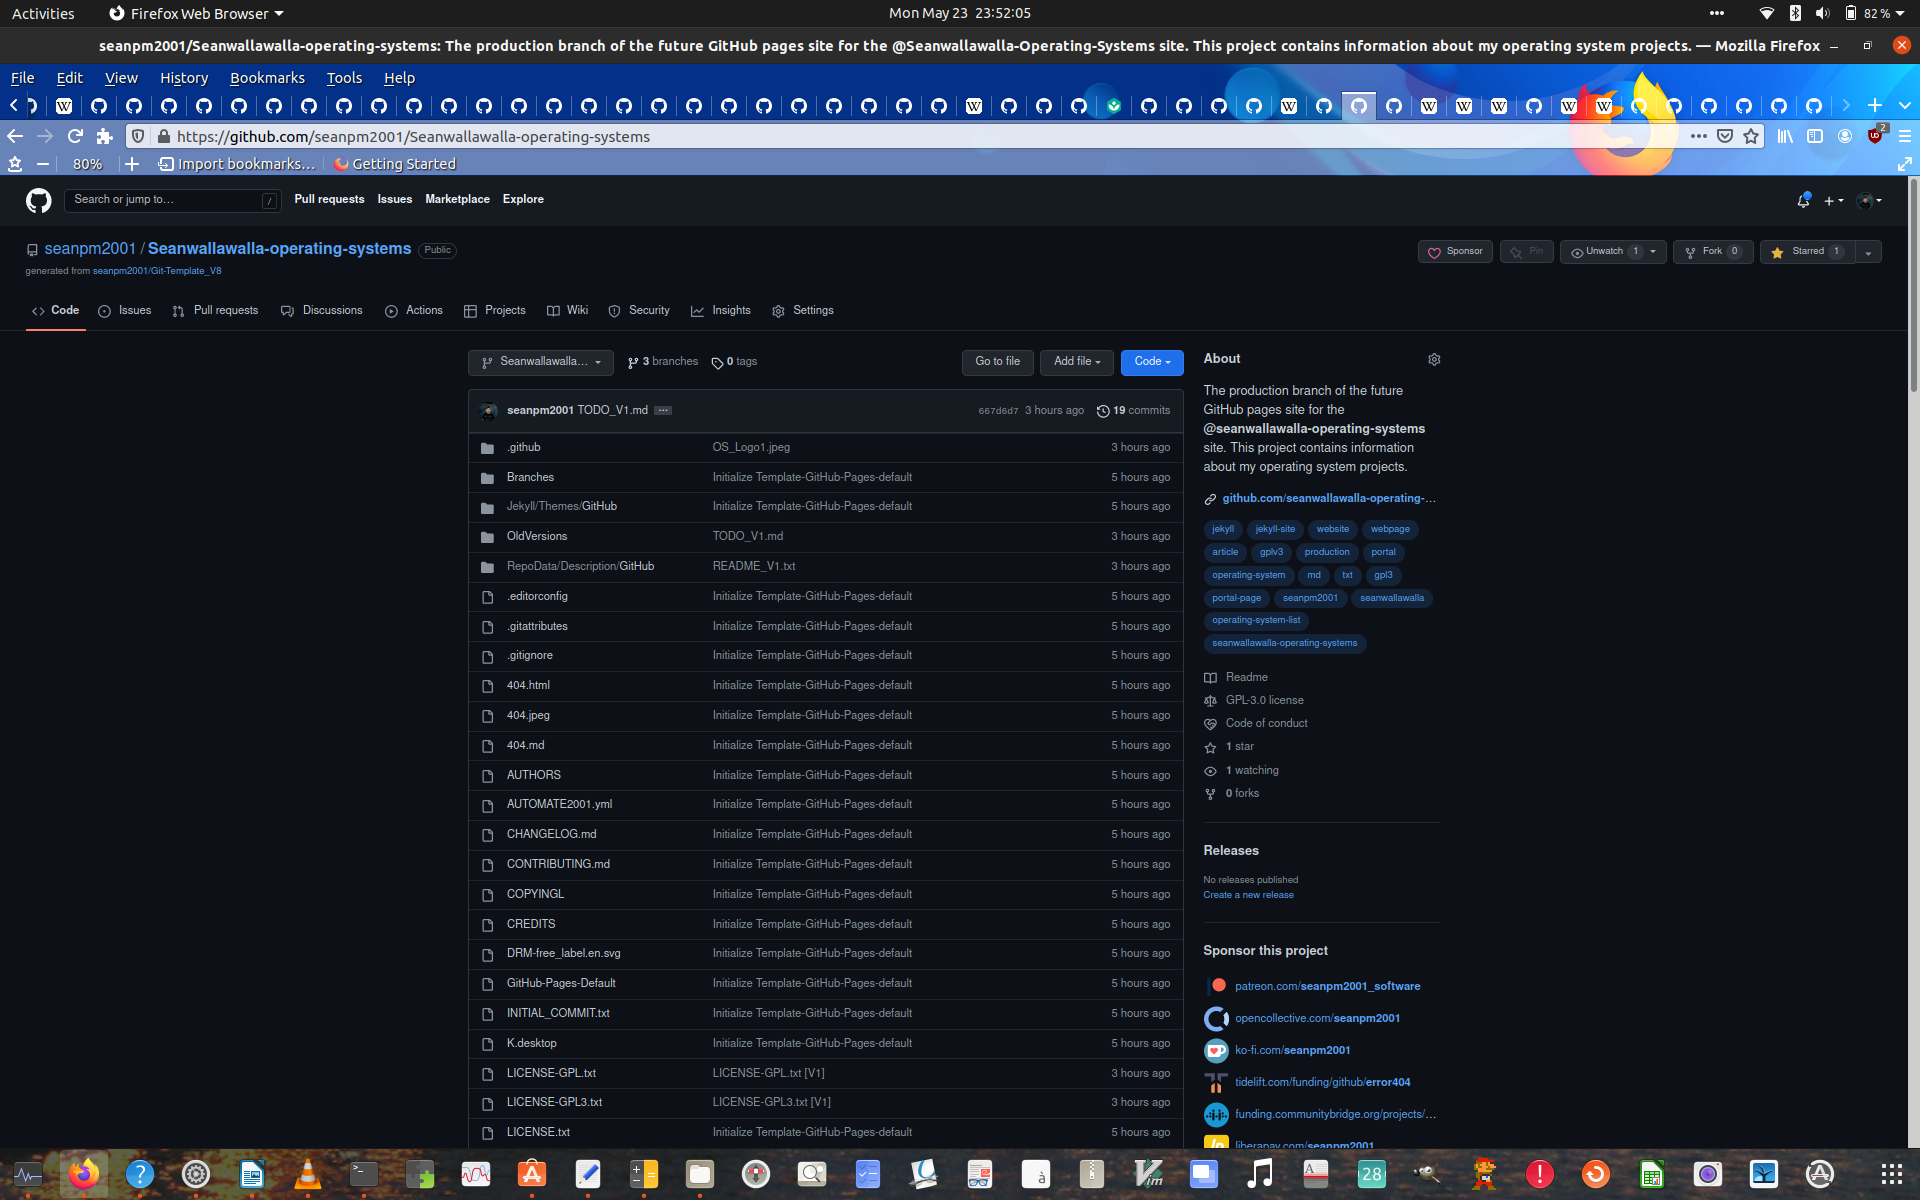 Activities
Firefox Web Browser
Mon May 23 23:52:05
82 %
seanpm2001/Seanwallawalla-operating-systems: The production branch of the future GitHub pages site for the @Seanwallawalla-Operating-Systems site. This project contains information about my operating system projects. — Mozilla Firefox
File Edit View History Bookmarks Tools Help
https://github.com/seanpm2001/Seanwallawalla-operating-systems
2
80%
Import bookmarks…
Getting Started
Search or jump to…
/
Pull requests Issues Marketplace Explore
seanpm2001 / Seanwallawalla-operating-systems
Public
generated from seanpm2001/Git-Template_V8
Sponsor
Pin
Unwatch 1
Fork 0
Starred 1
Code Issues Pull requests Discussions Actions Projects Wiki Security Insights Settings
Seanwallawalla…
3 branches
0 tags
Go to file
Add file
Code
seanpm2001 TODO_V1.md
667d6d7 3 hours ago 19 commits
.github OS_Logo1.jpeg 3 hours ago
Branches Initialize Template-GitHub-Pages-default 5 hours ago
Jekyll/Themes/GitHub Initialize Template-GitHub-Pages-default 5 hours ago
OldVersions TODO_V1.md 3 hours ago
RepoData/Description/GitHub README_V1.txt 3 hours ago
.editorconfig Initialize Template-GitHub-Pages-default 5 hours ago
.gitattributes Initialize Template-GitHub-Pages-default 5 hours ago
.gitignore Initialize Template-GitHub-Pages-default 5 hours ago
404.html Initialize Template-GitHub-Pages-default 5 hours ago
404.jpeg Initialize Template-GitHub-Pages-default 5 hours ago
404.md Initialize Template-GitHub-Pages-default 5 hours ago
AUTHORS Initialize Template-GitHub-Pages-default 5 hours ago
AUTOMATE2001.yml Initialize Template-GitHub-Pages-default 5 hours ago
CHANGELOG.md Initialize Template-GitHub-Pages-default 5 hours ago
CONTRIBUTING.md Initialize Template-GitHub-Pages-default 5 hours ago
COPYINGL Initialize Template-GitHub-Pages-default 5 hours ago
CREDITS Initialize Template-GitHub-Pages-default 5 hours ago
DRM-free_label.en.svg Initialize Template-GitHub-Pages-default 5 hours ago
GitHub-Pages-Default Initialize Template-GitHub-Pages-default 5 hours ago
INITIAL_COMMIT.txt Initialize Template-GitHub-Pages-default 5 hours ago
K.desktop Initialize Template-GitHub-Pages-default 5 hours ago
LICENSE-GPL.txt LICENSE-GPL.txt [V1] 3 hours ago
LICENSE-GPL3.txt LICENSE-GPL3.txt [V1] 3 hours ago
LICENSE.txt Initialize Template-GitHub-Pages-default 5 hours ago
About
The production branch of the future
GitHub pages site for the
@seanwallawalla-operating-systems
site. This project contains information
about my operating system projects.
github.com/seanwallawalla-operating-…
jekyll jekyll-site website webpage
article gplv3 production portal
operating-system md txt gpl3
portal-page seanpm2001 seanwallawalla
operating-system-list
seanwallawalla-operating-systems
Readme
GPL-3.0 license
Code of conduct
1 star
1 watching
0 forks
Releases
No releases published
Create a new release
Sponsor this project
patreon.com/seanpm2001_software
opencollective.com/seanpm2001
ko-fi.com/seanpm2001
tidelift.com/funding/github/error404
funding.communitybridge.org/projects/…
liberapay.com/seanpm2001
28